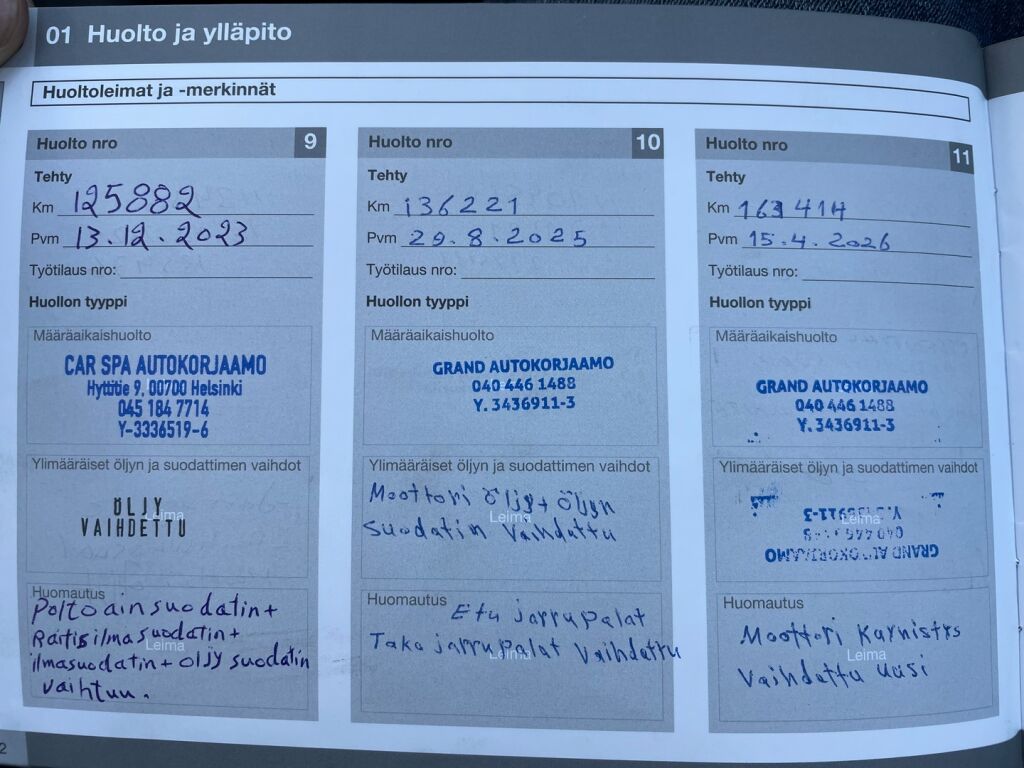 01 Huolto ja ylläpito
Huoltoleimat ja -merkinnät
Huolto nro 9
Tehty
Km 125882
Pvm 13.12.2023
Työtilaus nro:
Huollon tyyppi
Määräaikaishuolto
CAR SPA AUTOKORJAAMO
Hyttitie 9, 00700 Helsinki
045 184 7714
Y-3336519-6
Ylimääräiset öljyn ja suodattimen vaihdot
Leima
ÖLJY
VAIHDETTU
Huomautus
Poltoainsuodatin+
Raitisilmasuodatin+
Leima
ilmasuodatin+öljy suodatin
vaihtuu.
Huolto nro 10
Tehty
Km 136221
Pvm 29.8.2025
Työtilaus nro:
Huollon tyyppi
Määräaikaishuolto
GRAND AUTOKORJAAMO
040 446 1488
Y. 3436911-3
Ylimääräiset öljyn ja suodattimen vaihdot
Moottori öljy+ öljyn
Leima
suodatin vaihdattu
Huomautus
Etu jarrupalat
Taka jarrupalat vaihdattu
Leima
Huolto nro 11
Tehty
Km 163414
Pvm 15.4.2026
Työtilaus nro:
Huollon tyyppi
Määräaikaishuolto
GRAND AUTOKORJAAMO
040 446 1488
Y. 3436911-3
Ylimääräiset öljyn ja suodattimen vaihdot
Leima
GRAND AUTOKORJAAMO
Huomautus
Moottori
Leima
vaihdattu uusi
2